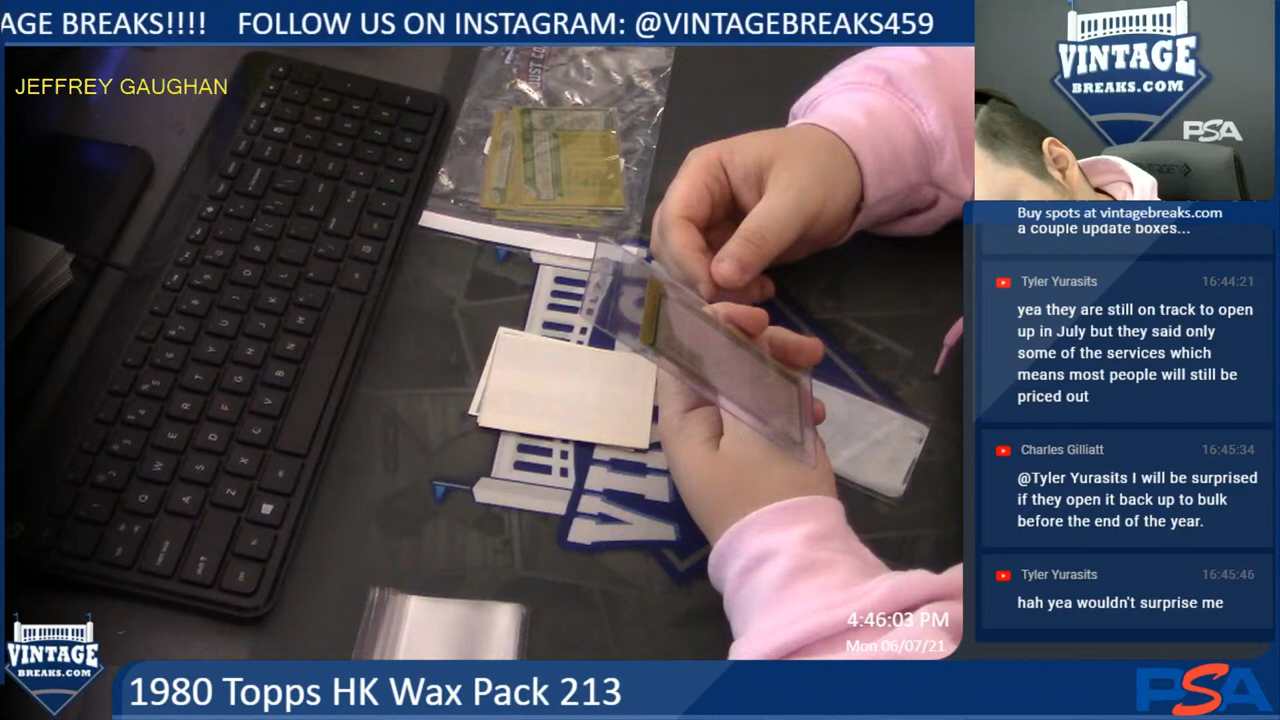 AGE BREAKS!!!! FOLLOW US ON INSTAGRAM: @VINTAGEBREAKS459
JEFFREY GAUGHAN
VINTAGE
BREAKS.COM
PSA
Buy spots at vintagebreaks.com
a couple update boxes...
Tyler Yurasits 16:44:21
yea they are still on track to open
up in July but they said only
some of the services which
means most people will still be
priced out
Charles Gilliatt 16:45:34
@Tyler Yurasits I will be surprised
if they open it back up to bulk
before the end of the year.
Tyler Yurasits 16:45:46
hah yea wouldn't surprise me
4:46:03 PM
Mon 06/07/21
VINTAGE
BREAKS.COM
1980 Topps HK Wax Pack 213
PSA